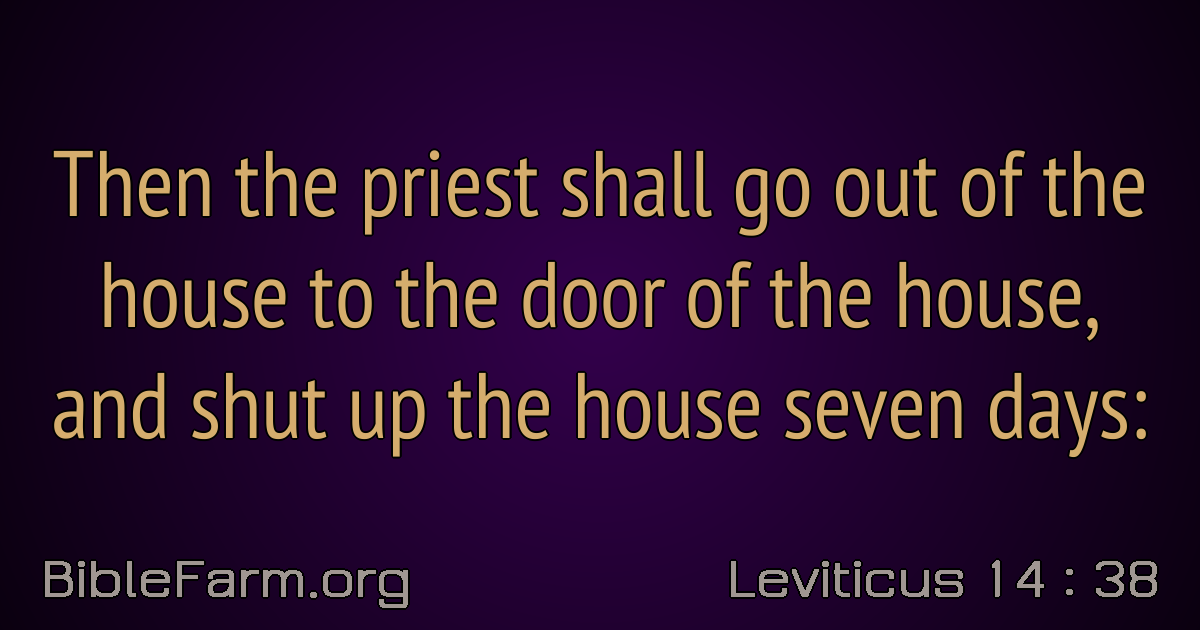 Then the priest shall go out of the
house to the door of the house,
and shut up the house seven days:
BibleFarm.org
Leviticus 14 : 38